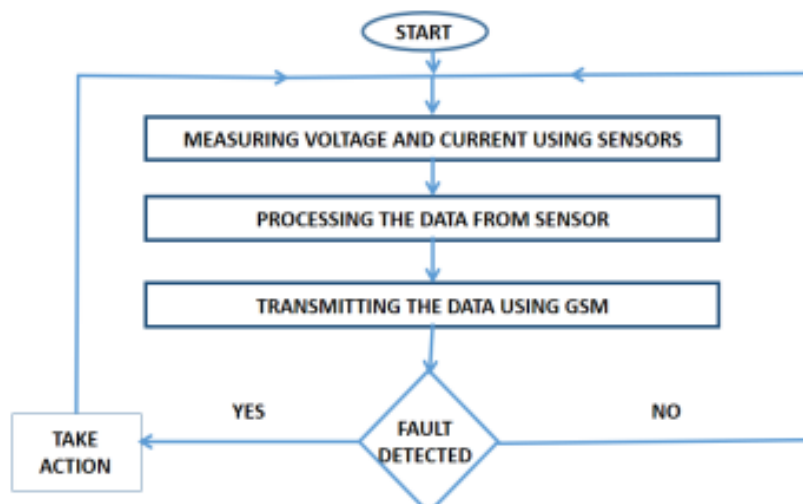 START
MEASURING VOLTAGE AND CURRENT USING SENSORS
PROCESSING THE DATA FROM SENSOR
TRANSMITTING THE DATA USING GSM
YES
NO
FAULT
DETECTED
TAKE
ACTION